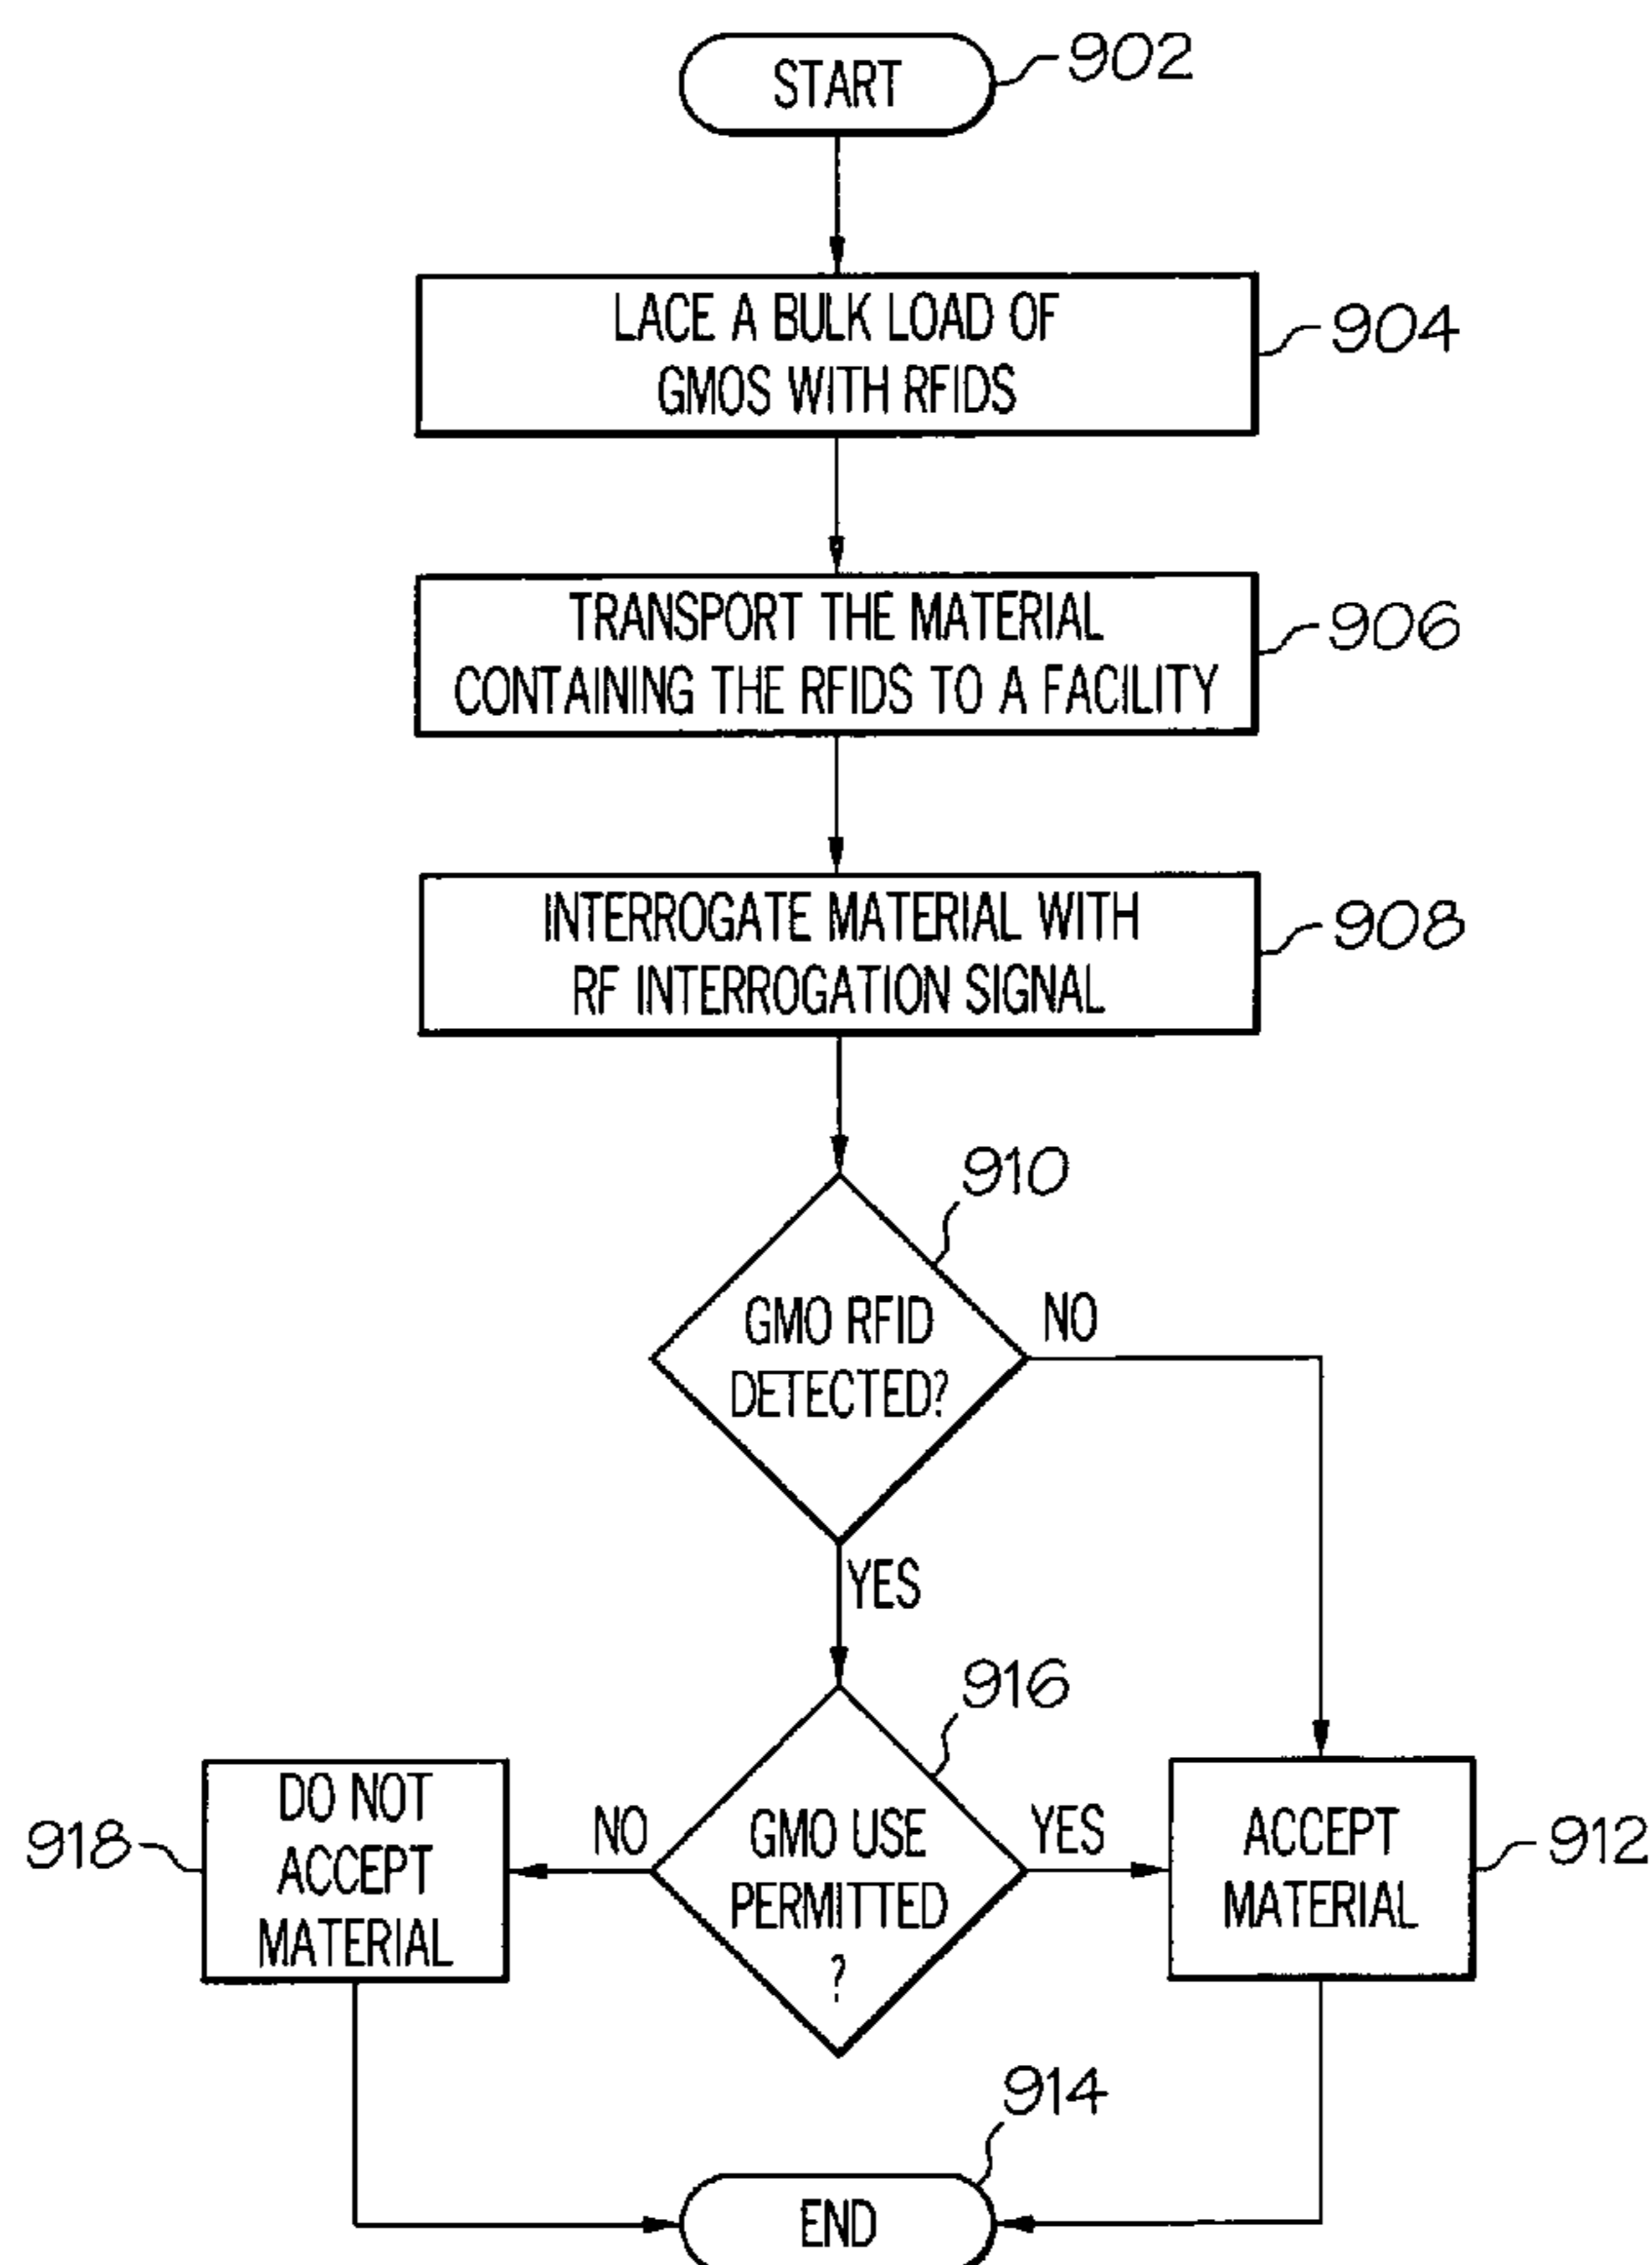 START
902
LACE A BULK LOAD OF
GMOS WITH RFIDS
904
TRANSPORT THE MATERIAL
CONTAINING THE RFIDS TO A FACILITY
906
INTERROGATE MATERIAL WITH
RF INTERROGATION SIGNAL
908
910
GMO RFID
DETECTED?
NO
YES
916
918
DO NOT
ACCEPT
MATERIAL
NO
GMO USE
PERMITTED
?
YES
ACCEPT
MATERIAL
912
914
END